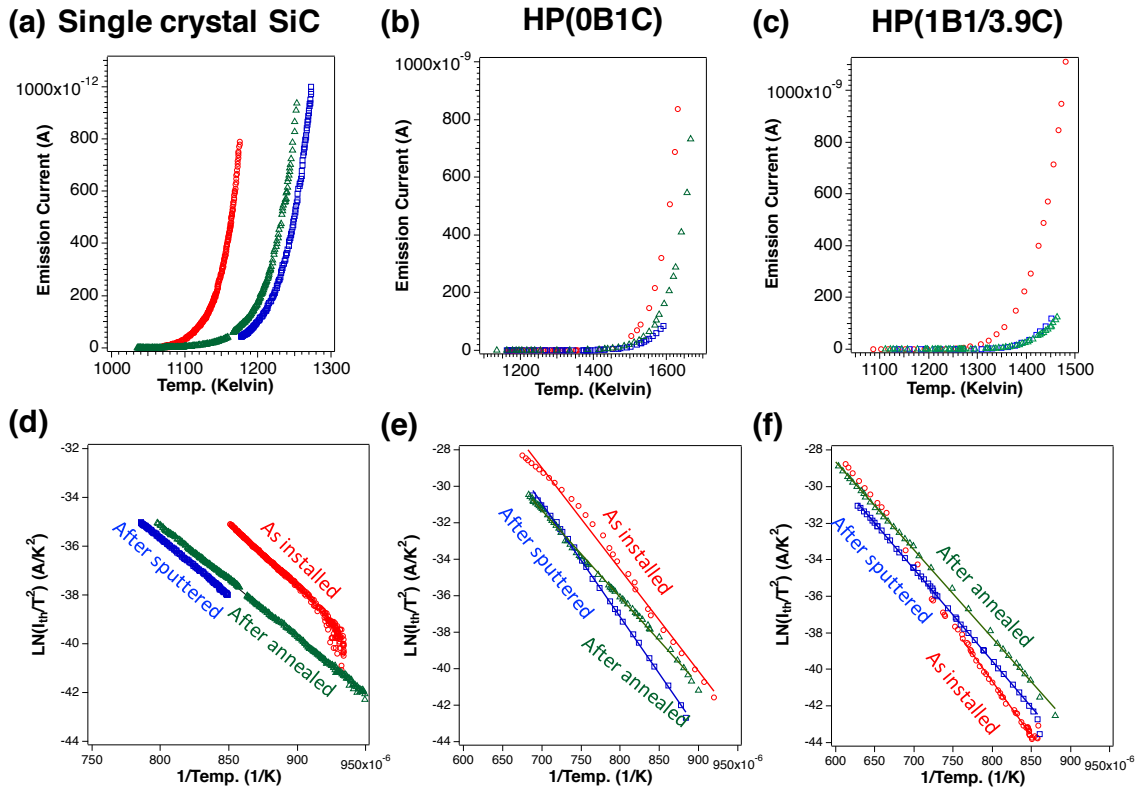 (a) Single crystal SiC
(b) HP(0B1C)
(c) HP(1B1/3.9C)
1000x10-12
800
600
400
200
0
Emission Current (A)
1000 1100 1200 1300
Temp. (Kelvin)
1000x10-9
800
600
400
200
0
Emission Current (A)
1200 1400 1600
Temp. (Kelvin)
1000x10-9
800
600
400
200
0
Emission Current (A)
1100 1200 1300 1400 1500
Temp. (Kelvin)
(d)
-32
-34
-36
-38
-40
-42
-44
LN(Ith/T2) (A/K2)
After sputtered
After annealed
As installed
750 800 850 900 950x10-6
1/Temp. (1/K)
(e)
-28
-30
-32
-34
-36
-38
-40
-42
-44
LN(Ith/T2) (A/K2)
As installed
After sputtered
After annealed
600 700 800 900 950x10-6
1/Temp. (1/K)
(f)
-28
-30
-32
-34
-36
-38
-40
-42
-44
LN(Ith/T2) (A/K2)
After annealed
After sputtered
As installed
600 650 700 750 800 850 900 950x10-6
1/Temp. (1/K)